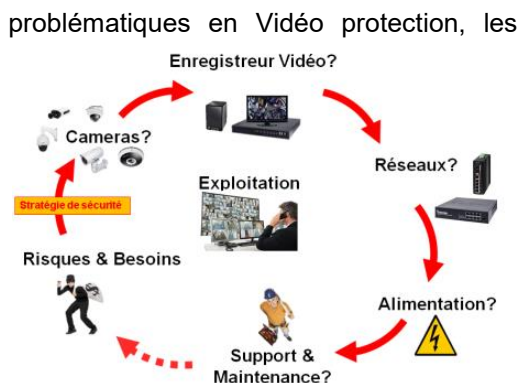 problématiques en Vidéo protection, les
Enregistreur Vidéo?
Cameras?
Réseaux?
Exploitation
Stratégie de sécurité
Risques & Besoins
Alimentation?
Support &
Maintenance?